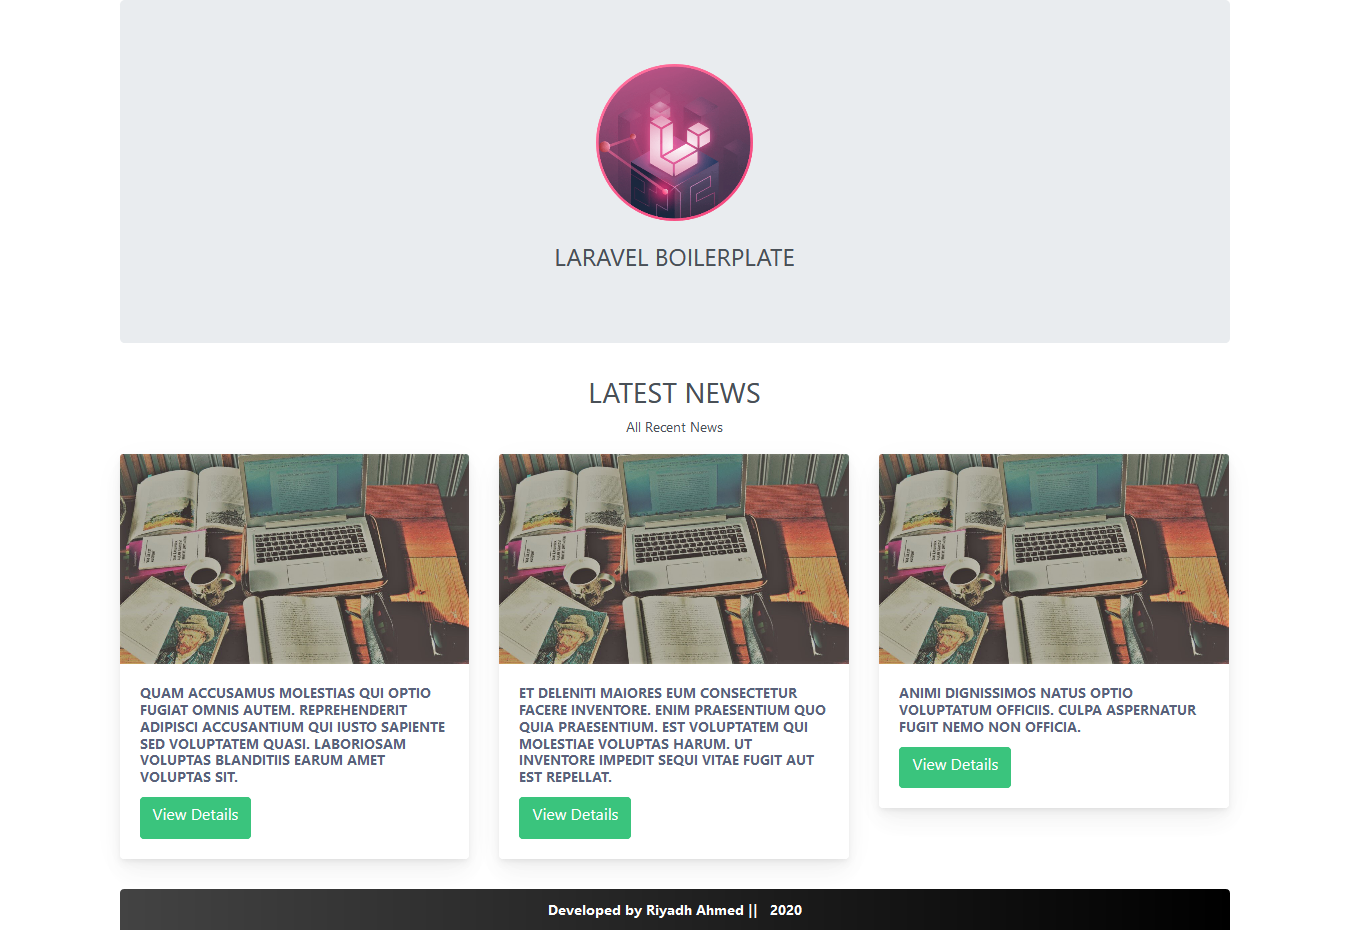 LARAVEL BOILERPLATE
LATEST NEWS
All Recent News
QUAM ACCUSAMUS MOLESTIAS QUI OPTIO
FUGIAT OMNIS AUTEM. REPREHENDERIT
ADIPISCI ACCUSANTIUM QUI IUSTO SAPIENTE
SED VOLUPTATEM QUASI. LABORIOSAM
VOLUPTAS BLANDITIIS EARUM AMET
VOLUPTAS SIT.
View Details
ET DELENITI MAIORES EUM CONSECTETUR
FACERE INVENTORE. ENIM PRAESENTIUM QUO
QUIA PRAESENTIUM. EST VOLUPTATEM QUI
MOLESTIAE VOLUPTAS HARUM. UT
INVENTORE IMPEDIT SEQUI VITAE FUGIT AUT
EST REPELLAT.
View Details
ANIMI DIGNISSIMOS NATUS OPTIO
VOLUPTATUM OFFICIIS. CULPA ASPERNATUR
FUGIT NEMO NON OFFICIA.
View Details
Developed by Riyadh Ahmed || 2020